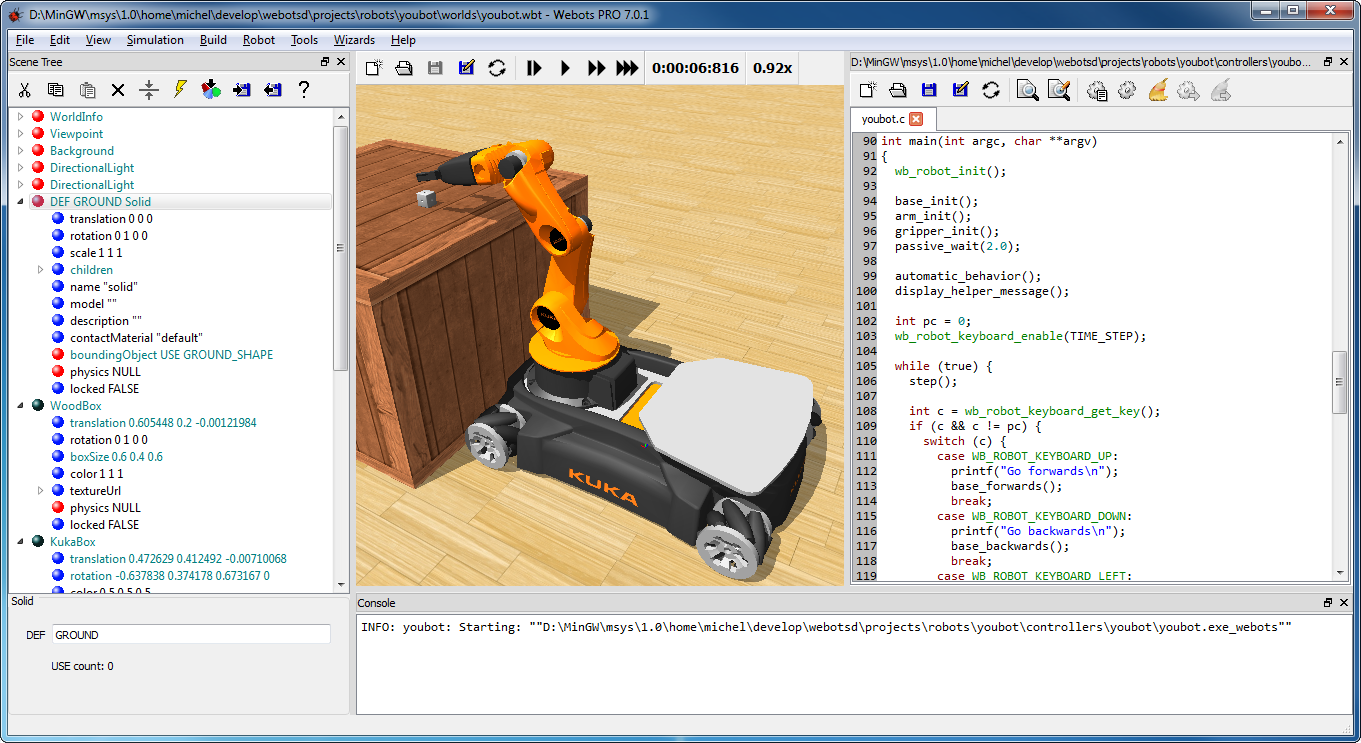 D:\MinGW\msys\1.0\home\michel\develop\webotsd\projects\robots\youbot\worlds\youbot.wbt - Webots PRO 7.0.1
File Edit View Simulation Build Robot Tools Wizards Help
Scene Tree
WorldInfo
Viewpoint
Background
DirectionalLight
DirectionalLight
DEF GROUND Solid
translation 0 0 0
rotation 0 1 0 0
scale 1 1 1
children
name "solid"
model ""
description ""
contactMaterial "default"
boundingObject USE GROUND_SHAPE
physics NULL
locked FALSE
WoodBox
translation 0.605448 0.2 -0.00121984
rotation 0 1 0 0
boxSize 0.6 0.4 0.6
color 1 1 1
textureUrl
physics NULL
locked FALSE
KukaBox
translation 0.472629 0.412492 -0.00710068
rotation -0.637838 0.374178 0.673167 0
color 0.5 0.5 0.5
Solid
DEF GROUND
USE count: 0
0:00:06:816 0.92x
KUKA
KUKA
KUKA
D:\MinGW\msys\1.0\home\michel\develop\webotsd\projects\robots\youbot\controllers\youbo...
youbot.c
90 int main(int argc, char **argv)
91 {
92 wb_robot_init();
93
94 base_init();
95 arm_init();
96 gripper_init();
97 passive_wait(2.0);
98
99 automatic_behavior();
100 display_helper_message();
101
102 int pc = 0;
103 wb_robot_keyboard_enable(TIME_STEP);
104
105 while (true) {
106 step();
107
108 int c = wb_robot_keyboard_get_key();
109 if (c && c != pc) {
110 switch (c) {
111 case WB_ROBOT_KEYBOARD_UP:
112 printf("Go forwards\n");
113 base_forwards();
114 break;
115 case WB_ROBOT_KEYBOARD_DOWN:
116 printf("Go backwards\n");
117 base_backwards();
118 break;
119 case WB_ROBOT_KEYBOARD_LEFT:
Console
INFO: youbot: Starting: ""D:\MinGW\msys\1.0\home\michel\develop\webotsd\projects\robots\youbot\controllers\youbot\youbot.exe_webots""